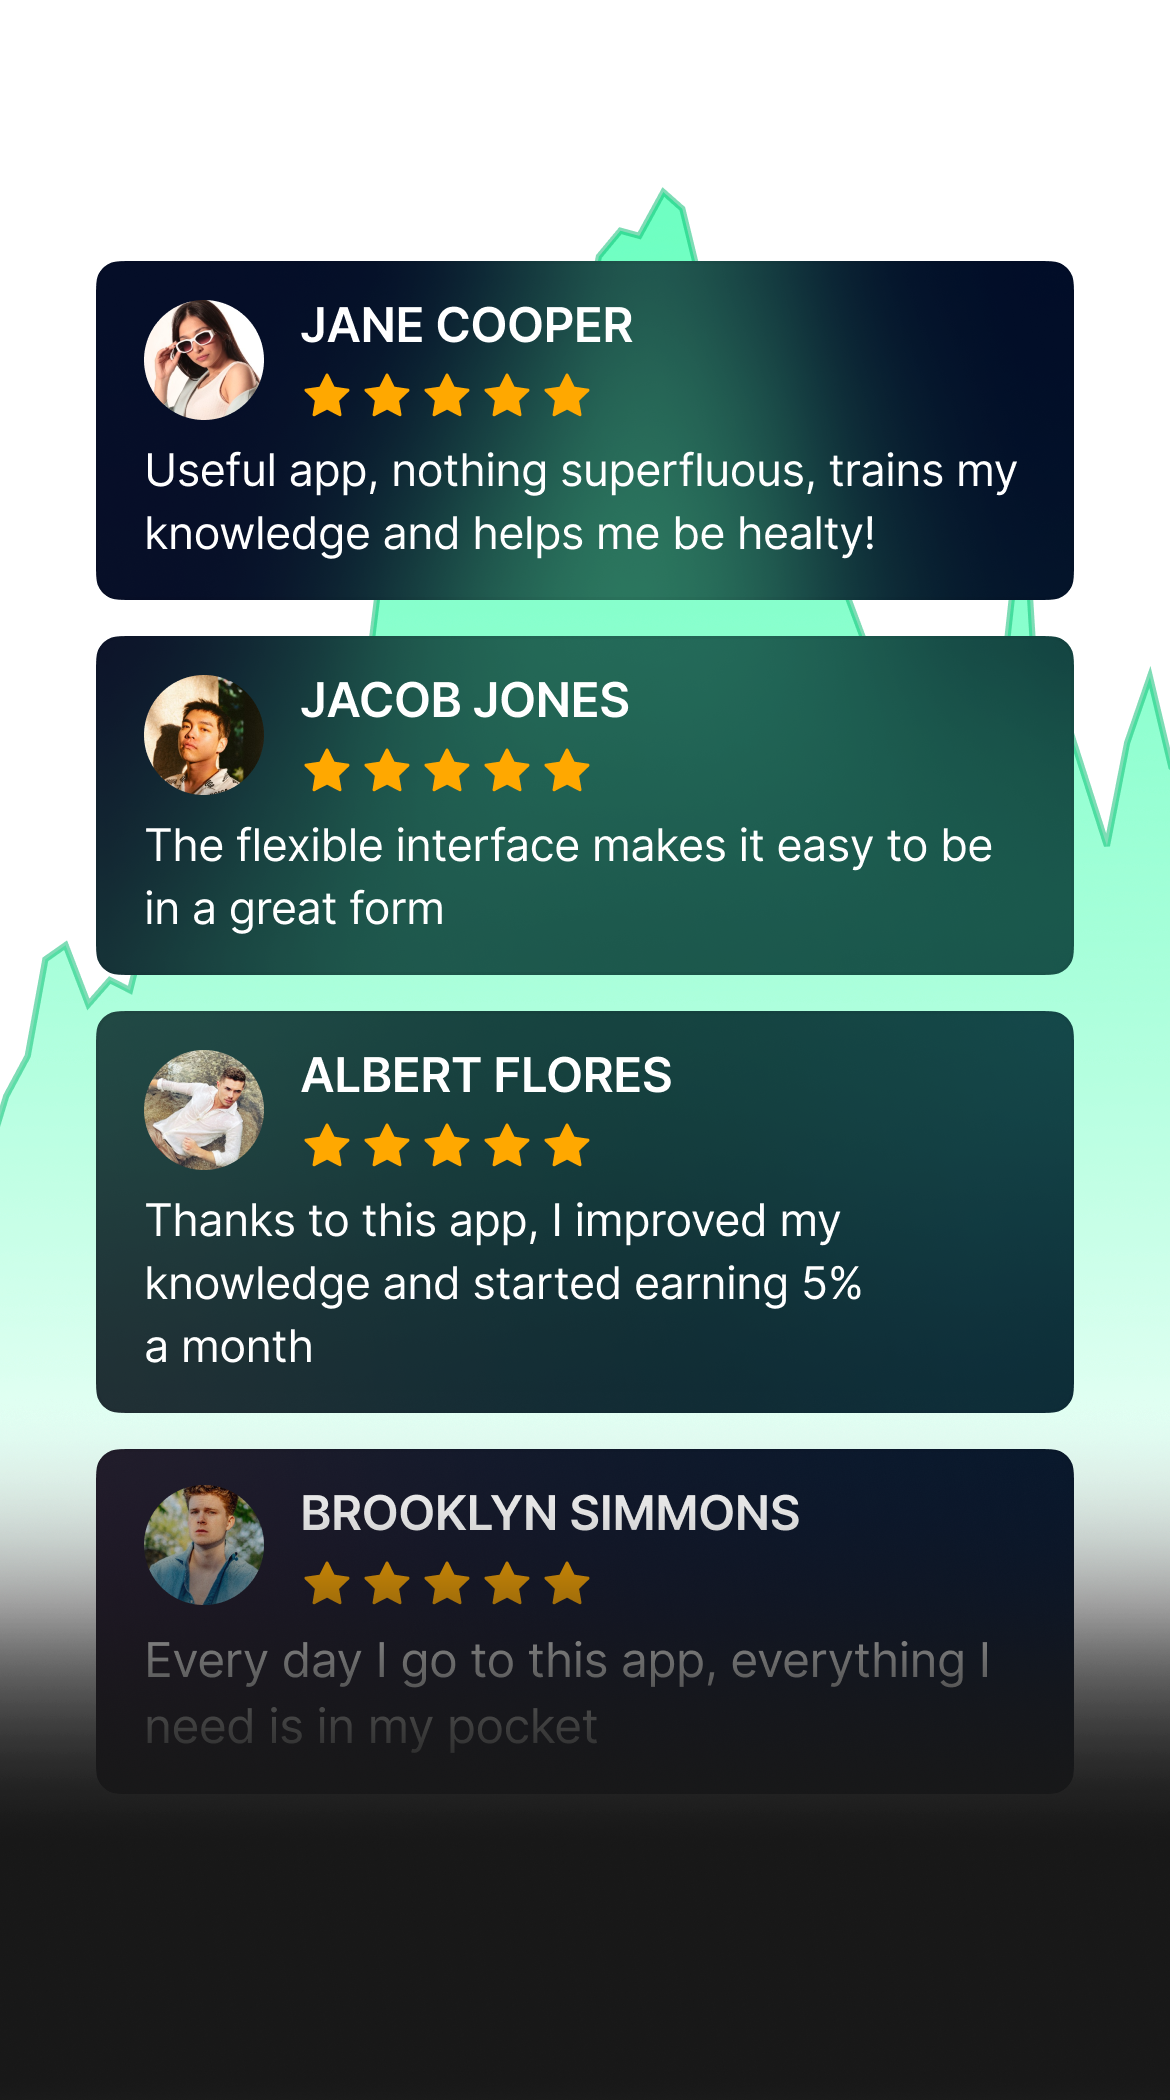 JANE COOPER
Useful app, nothing superfluous, trains my
knowledge and helps me be healty!
JACOB JONES
The flexible interface makes it easy to be
in a great form
ALBERT FLORES
Thanks to this app, I improved my
knowledge and started earning 5%
a month
BROOKLYN SIMMONS
Every day I go to this app, everything I
need is in my pocket